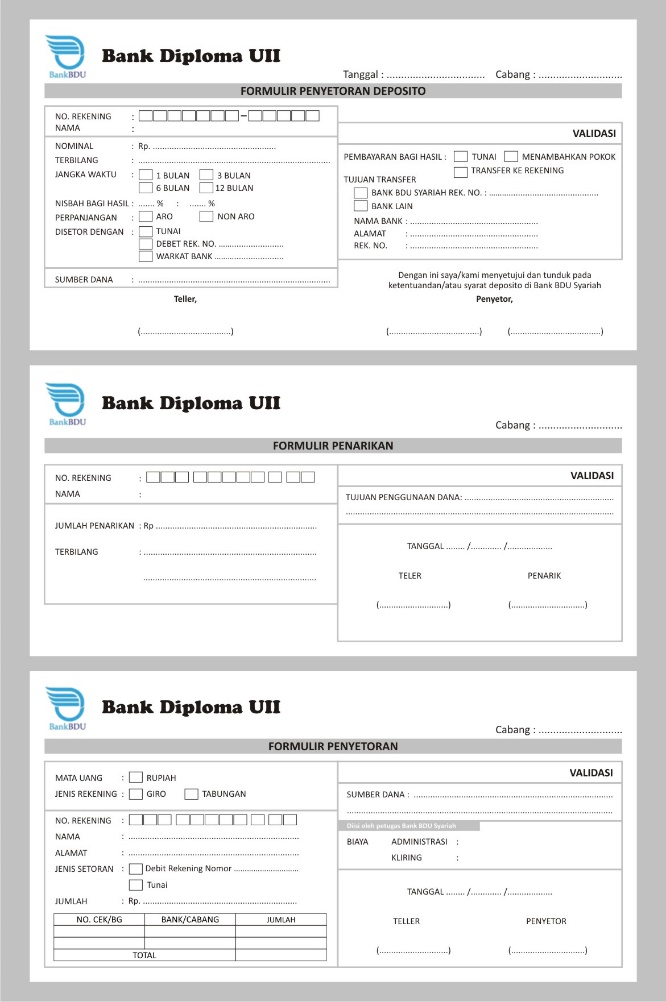 BankBDU
Bank Diploma UII
Tanggal : .................................. Cabang : .............................
FORMULIR PENYETORAN DEPOSITO
NO. REKENING : –
NAMA :
NOMINAL : Rp. ...............................................
TERBILANG : .........................................................................
JANGKA WAKTU : 1 BULAN 3 BULAN
6 BULAN 12 BULAN
NISBAH BAGI HASIL : ...... % : ....... %
PERPANJANGAN : ARO NON ARO
DISETOR DENGAN : TUNAI
DEBET REK. NO. .........................
WARKAT BANK ..........................
SUMBER DANA : .........................................................................
VALIDASI
PEMBAYARAN BAGI HASIL : TUNAI MENAMBAHKAN POKOK
TRANSFER KE REKENING
TUJUAN TRANSFER
BANK BDU SYARIAH REK. NO. : ..........................................
BANK LAIN
NAMA BANK : .................................................
ALAMAT : .................................................
REK. NO. : .................................................
Dengan ini saya/kami menyetujui dan tunduk pada
ketentuandan/atau syarat deposito di Bank BDU Syariah
Teller, Penyetor,
(...................................) (...................................) (...................................)
BankBDU
Bank Diploma UII
Cabang : .............................
FORMULIR PENARIKAN
NO. REKENING :
NAMA :
JUMLAH PENARIKAN : Rp .............................................................
TERBILANG : .................................................................
.................................................................
VALIDASI
TUJUAN PENGGUNAAN DANA: .........................................................
.....................................................................................................
TANGGAL ....... /............ /..................
TELER PENARIK
(...........................) (............................)
BankBDU
Bank Diploma UII
Cabang : .............................
FORMULIR PENYETORAN
MATA UANG : RUPIAH
JENIS REKENING : GIRO TABUNGAN
NO. REKENING :
NAMA : .................................................................
ALAMAT : .................................................................
JENIS SETORAN : Debit Rekening Nomor .........................
Tunai
JUMLAH : Rp. ...........................................................
NO. CEK/BG BANK/CABANG JUMLAH
TOTAL
VALIDASI
SUMBER DANA : ............................................................................
.....................................................................................................
Diisi oleh petugas Bank BDU Syariah
BIAYA ADMINISTRASI :
KLIRING :
TANGGAL ....... /............ /..................
TELLER PENYETOR
(...........................) (............................)